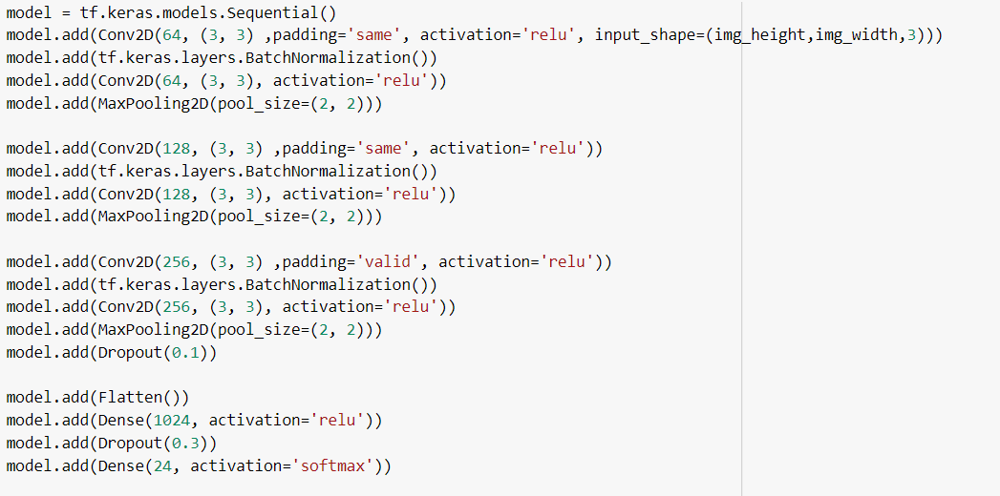 model = tf.keras.models.Sequential()
model.add(Conv2D(64, (3, 3) ,padding='same', activation='relu', input_shape=(img_height,img_width,3)))
model.add(tf.keras.layers.BatchNormalization())
model.add(Conv2D(64, (3, 3), activation='relu'))
model.add(MaxPooling2D(pool_size=(2, 2)))

model.add(Conv2D(128, (3, 3) ,padding='same', activation='relu'))
model.add(tf.keras.layers.BatchNormalization())
model.add(Conv2D(128, (3, 3), activation='relu'))
model.add(MaxPooling2D(pool_size=(2, 2)))

model.add(Conv2D(256, (3, 3) ,padding='valid', activation='relu'))
model.add(tf.keras.layers.BatchNormalization())
model.add(Conv2D(256, (3, 3), activation='relu'))
model.add(MaxPooling2D(pool_size=(2, 2)))
model.add(Dropout(0.1))

model.add(Flatten())
model.add(Dense(1024, activation='relu'))
model.add(Dropout(0.3))
model.add(Dense(24, activation='softmax'))